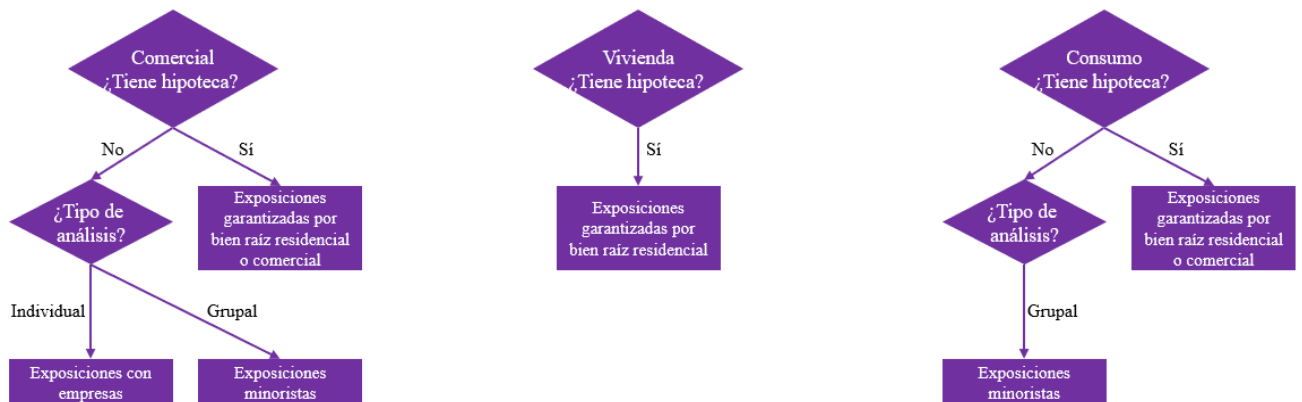 Comercial
¿Tiene hipoteca?
No
Sí
¿Tipo de
análisis?
Exposiciones
garantizadas por
bien raíz residencial
o comercial
Individual
Grupal
Exposiciones con
empresas
Exposiciones
minoristas
Vivienda
¿Tiene hipoteca?
Sí
Exposiciones
garantizadas por
bien raíz residencial
Consumo
¿Tiene hipoteca?
No
Sí
¿Tipo de
análisis?
Exposiciones
garantizadas por
bien raíz residencial
o comercial
Grupal
Exposiciones
minoristas